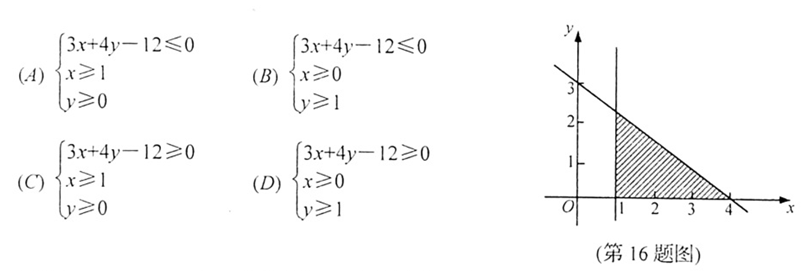 (A) {3x+4y−12≤0
x≥1
y≥0
(B) {3x+4y−12≤0
x≥0
y≥1
(C) {3x+4y−12≥0
x≥1
y≥0
(D) {3x+4y−12≥0
x≥0
y≥1
y
3
2
1
O 1 2 3 4 x
(第16题图)